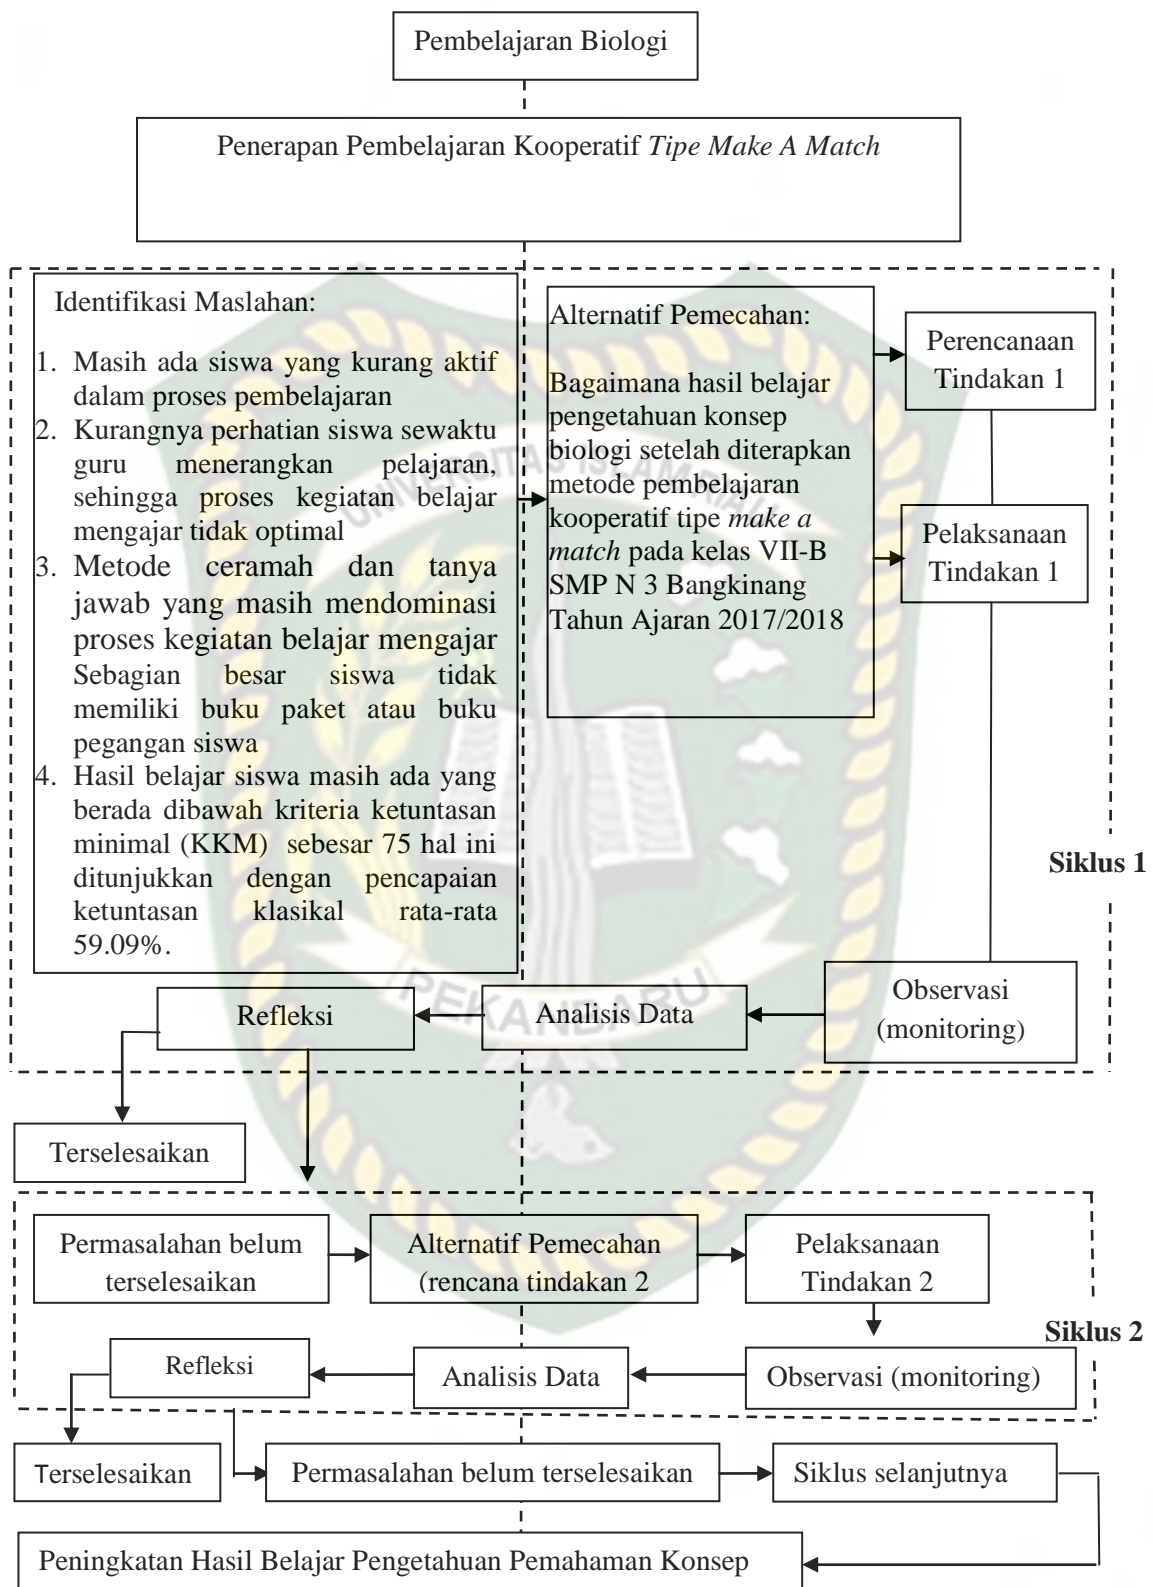 Pembelajaran Biologi
Penerapan Pembelajaran Kooperatif Tipe Make A Match
Identifikasi Maslahan:
1. Masih ada siswa yang kurang aktif
dalam proses pembelajaran
2. Kurangnya perhatian siswa sewaktu
guru menerangkan pelajaran,
sehingga proses kegiatan belajar
mengajar tidak optimal
3. Metode ceramah dan tanya
jawab yang masih mendominasi
proses kegiatan belajar mengajar
Sebagian besar siswa tidak
memiliki buku paket atau buku
pegangan siswa
4. Hasil belajar siswa masih ada yang
berada dibawah kriteria ketuntasan
minimal (KKM) sebesar 75 hal ini
ditunjukkan dengan pencapaian
ketuntasan klasikal rata-rata
59.09%.
Alternatif Pemecahan:
Bagaimana hasil belajar
pengetahuan konsep
biologi setelah diterapkan
metode pembelajaran
kooperatif tipe make a
match pada kelas VII-B
SMP N 3 Bangkinang
Tahun Ajaran 2017/2018
Perencanaan
Tindakan 1
Pelaksanaan
Tindakan 1
Siklus 1
Observasi
(monitoring)
Analisis Data
Refleksi
Terselesaikan
Permasalahan belum
terselesaikan
Alternatif Pemecahan
(rencana tindakan 2
Pelaksanaan
Tindakan 2
Siklus 2
Observasi (monitoring)
Analisis Data
Refleksi
Terselesaikan
Permasalahan belum terselesaikan
Siklus selanjutnya
Peningkatan Hasil Belajar Pengetahuan Pemahaman Konsep
UNIVERSITAS ISLAM RIAU
PEKANBARU